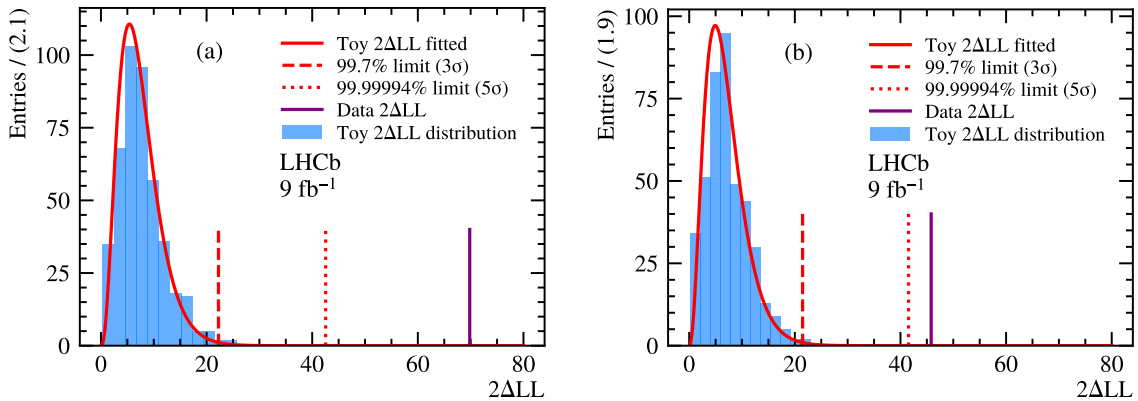 Entries / (2.1)
100
75
50
25
0
(a)
Toy 2ΔLL fitted
99.7% limit (3σ)
99.99994% limit (5σ)
Data 2ΔLL
Toy 2ΔLL distribution
LHCb
9 fb⁻¹
0 20 40 60 80
2ΔLL
Entries / (1.9)
100
75
50
25
0
(b)
Toy 2ΔLL fitted
99.7% limit (3σ)
99.99994% limit (5σ)
Data 2ΔLL
Toy 2ΔLL distribution
LHCb
9 fb⁻¹
0 20 40 60 80
2ΔLL